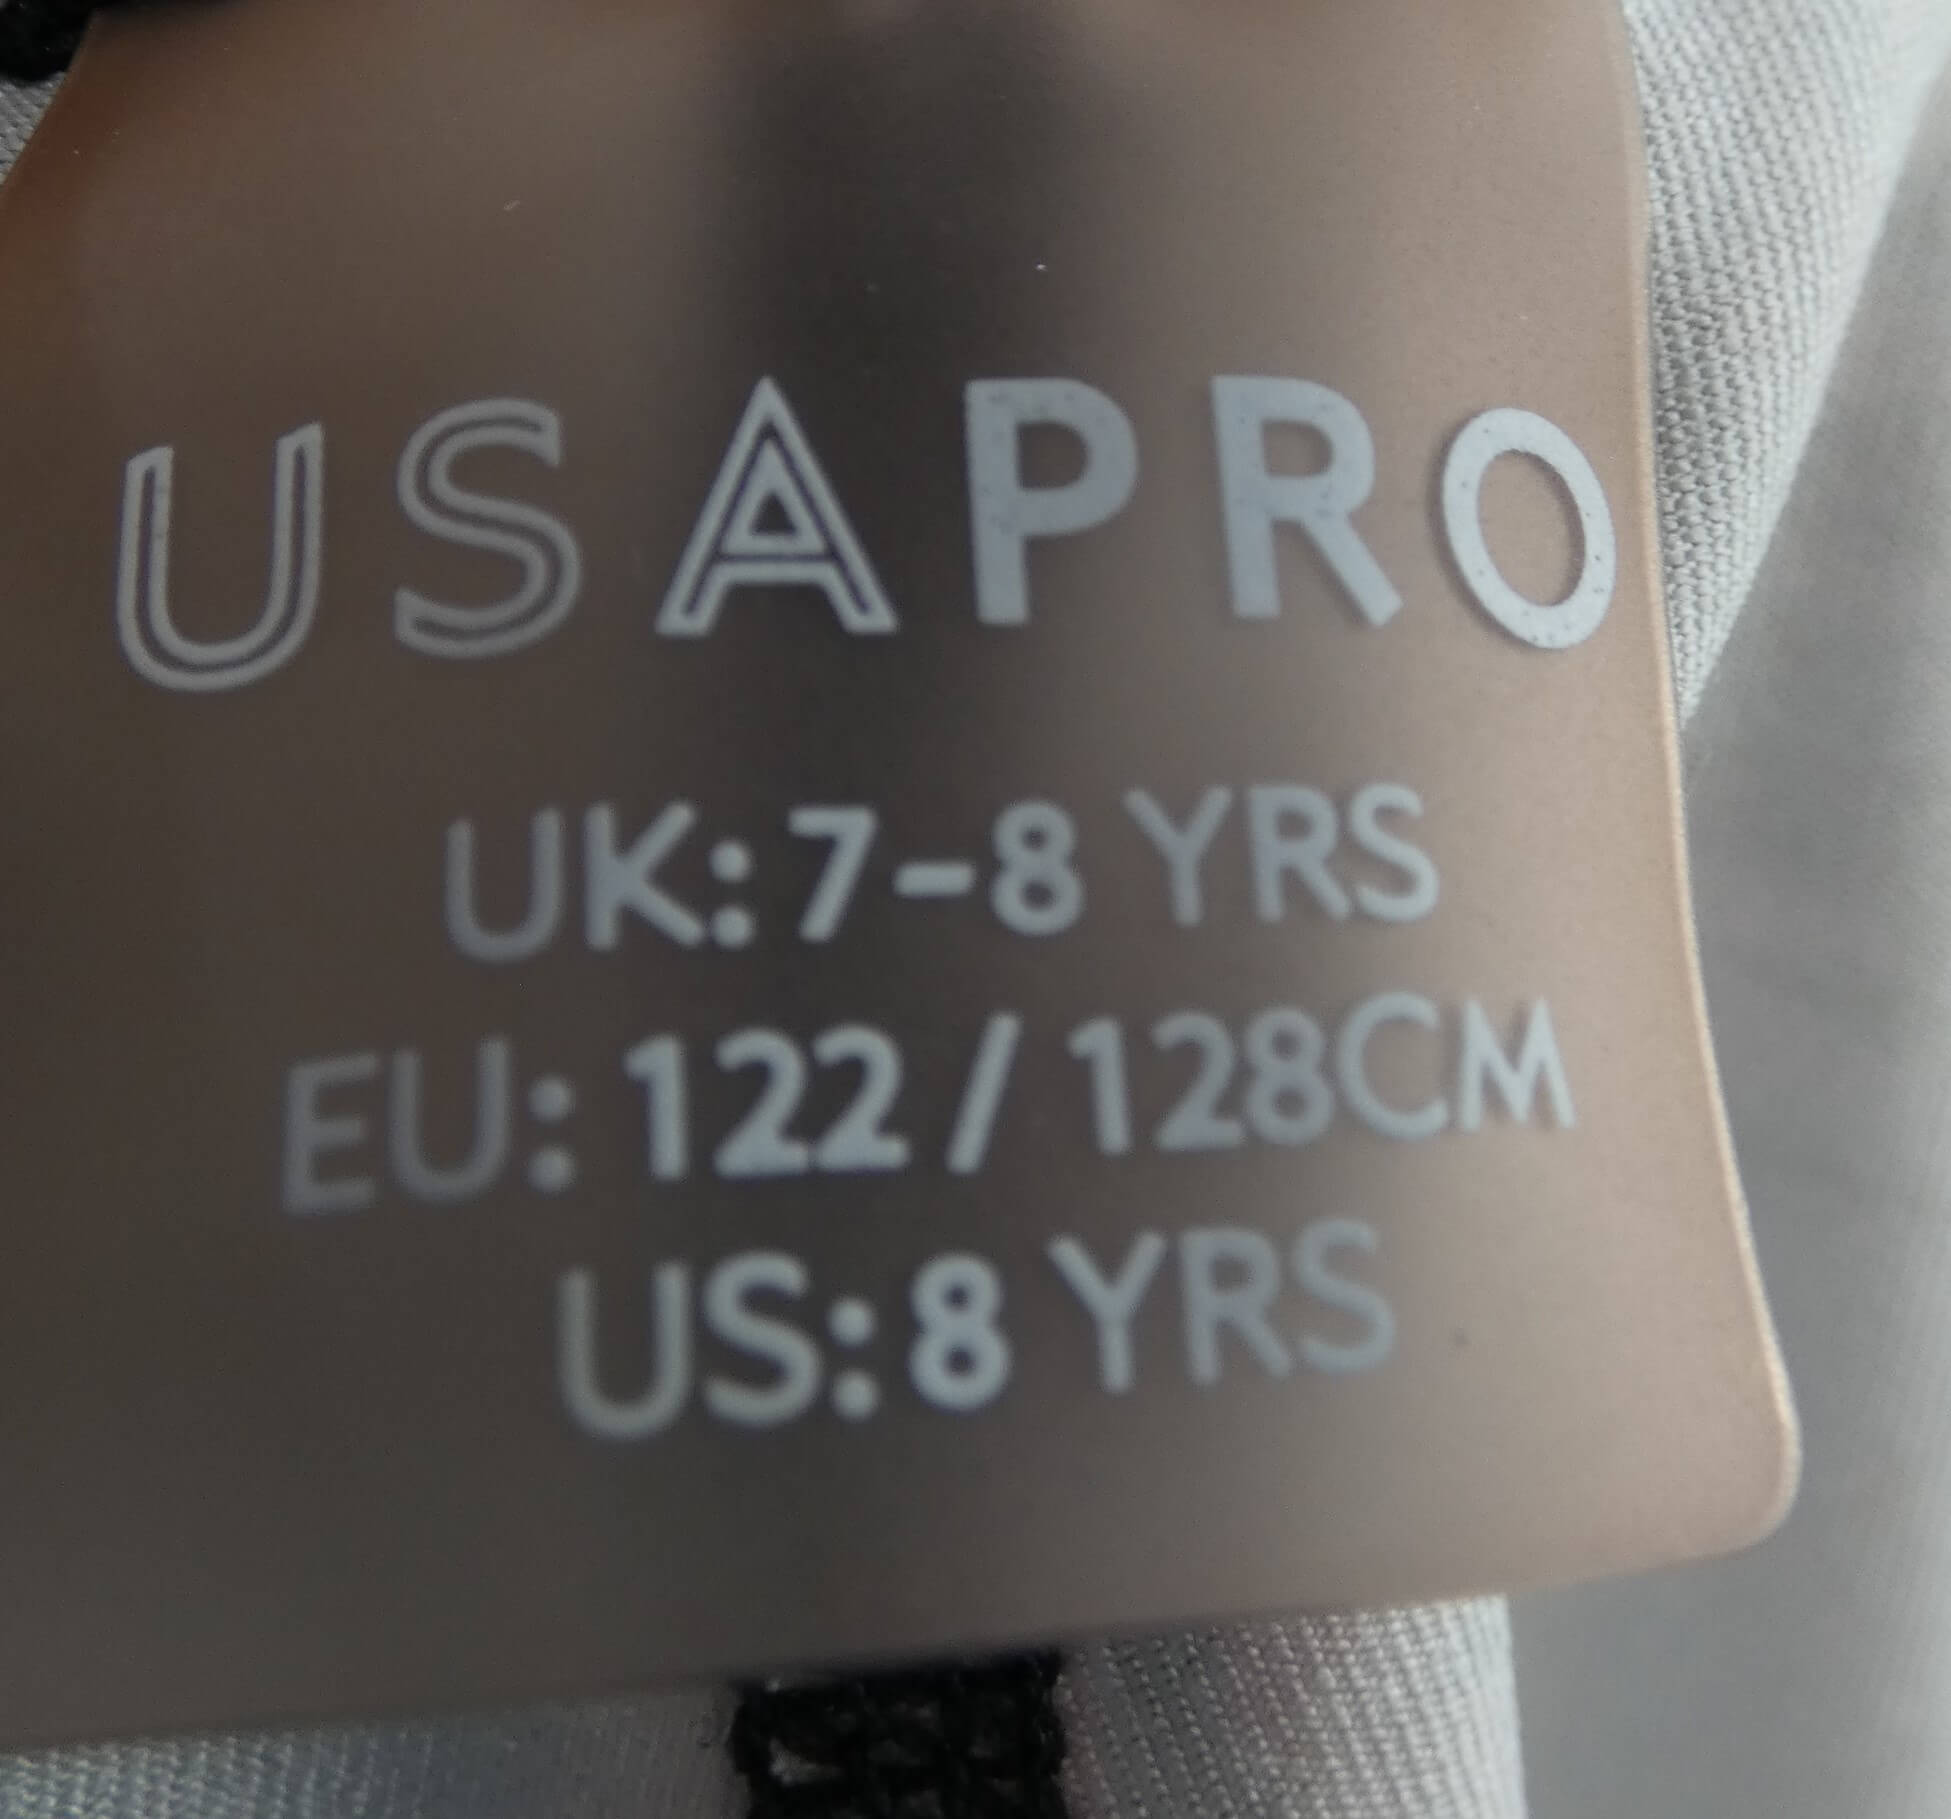 USAPRO
UK: 7-8 YRS
EU: 122 / 128CM
US: 8 YRS